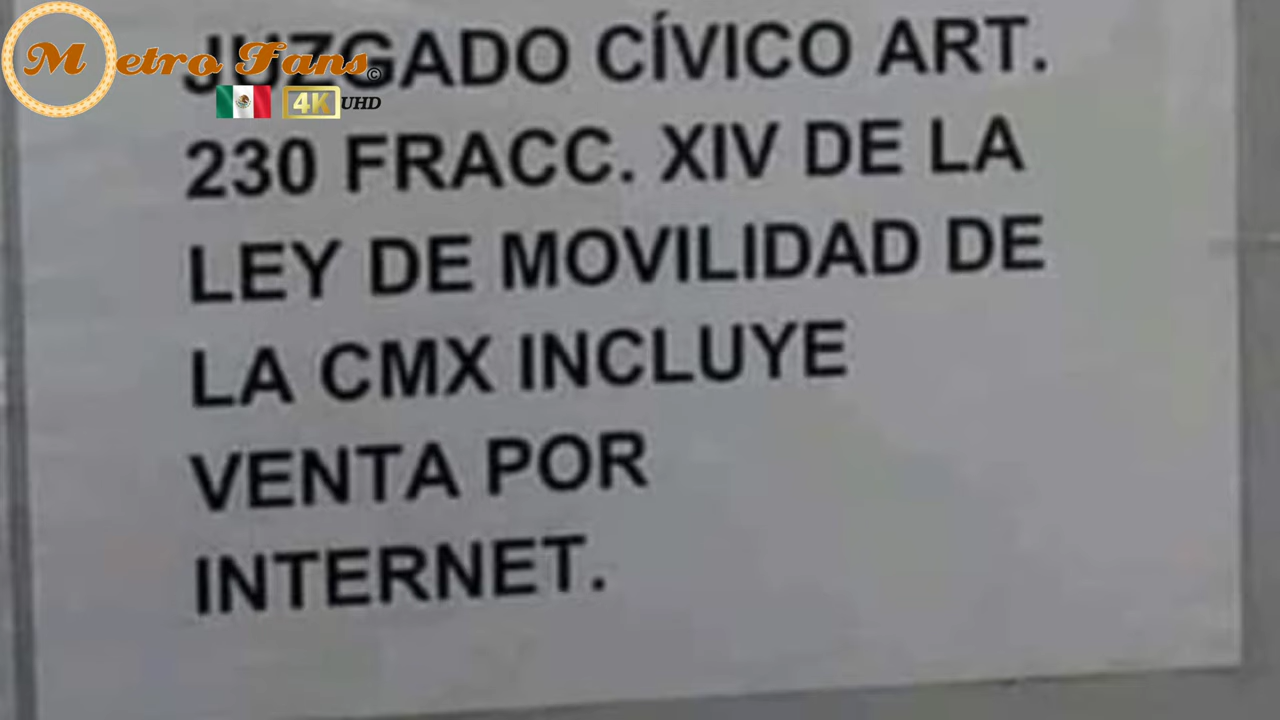 Metro Fans©
4K UHD
JUZGADO CÍVICO ART.
230 FRACC. XIV DE LA
LEY DE MOVILIDAD DE
LA CMX INCLUYE
VENTA POR
INTERNET.